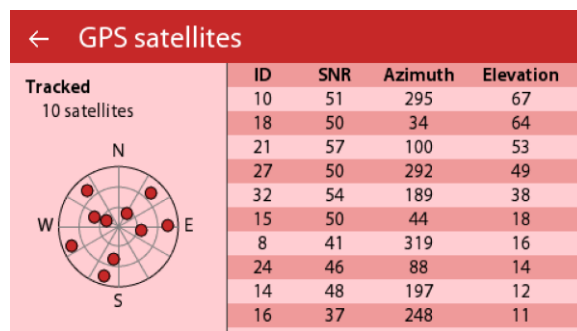 ← GPS satellites
Tracked
10 satellites
N
W
E
S
ID SNR Azimuth Elevation
10 51 295 67
18 50 34 64
21 57 100 53
27 50 292 49
32 54 189 38
15 50 44 18
8 41 319 16
24 46 88 14
14 48 197 12
16 37 248 11